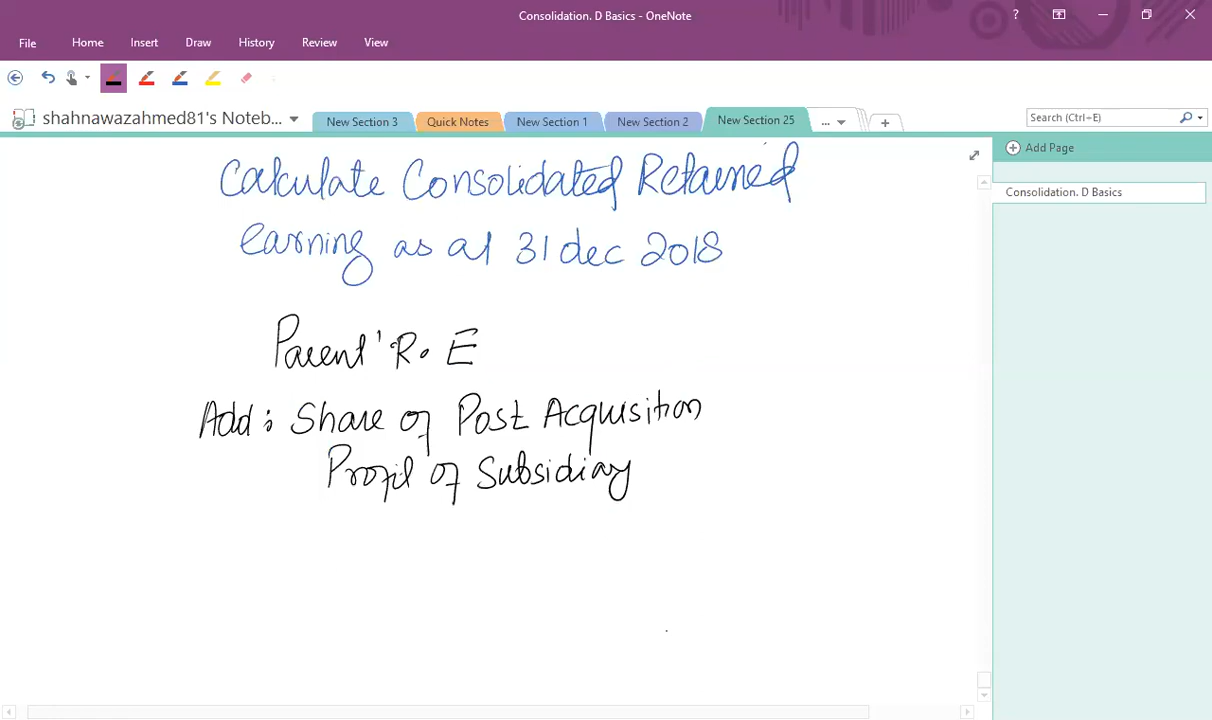 Consolidation. D Basics - OneNote
?
File Home Insert Draw History Review View
shahnawazahmed81's Noteb...
New Section 3 Quick Notes New Section 1 New Section 2 New Section 25 ... +
Search (Ctrl+E)
Add Page
Consolidation. D Basics
Calculate Consolidated Retained
earning as at 31 dec 2018
Parent' R. E
Add: Share of Post Acquisition
Profit of Subsidiary